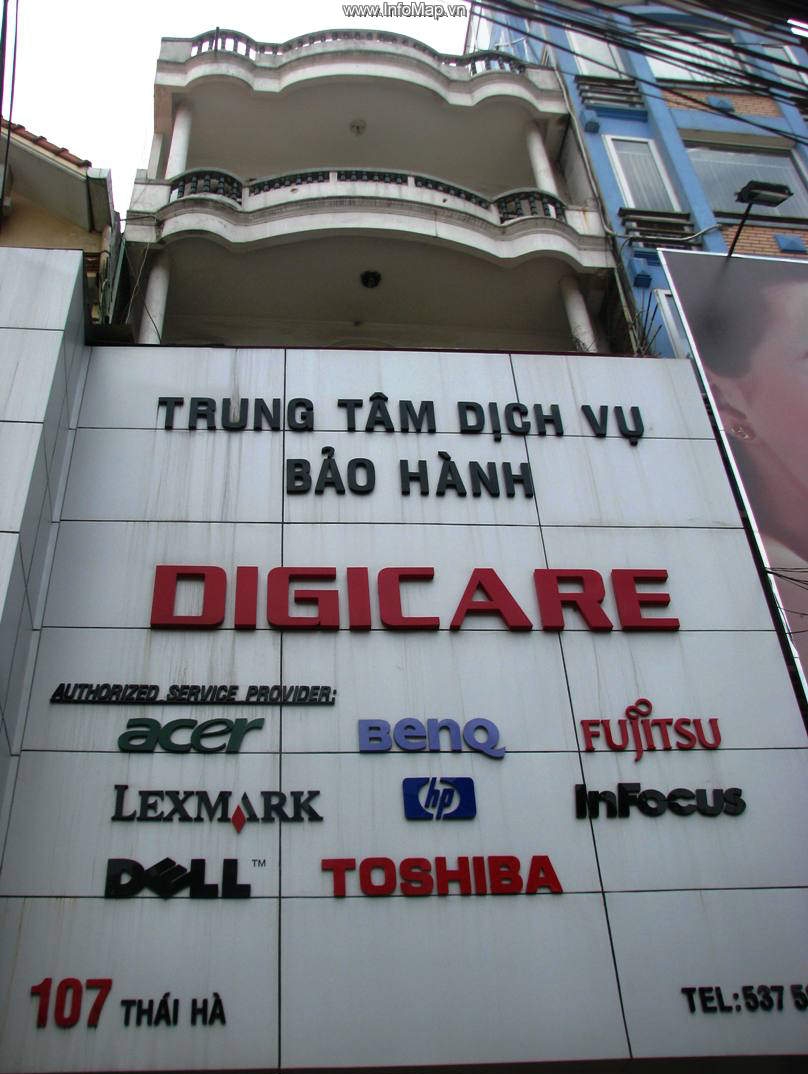 www.InfoMap.vn
TRUNG TÂM DỊCH VỤ
BẢO HÀNH
DIGICARE
AUTHORIZED SERVICE PROVIDER:
acer BenQ FUJITSU
LEXMARK hp InFocus
DELL™ TOSHIBA
107 THÁI HÀ TEL: 537 5